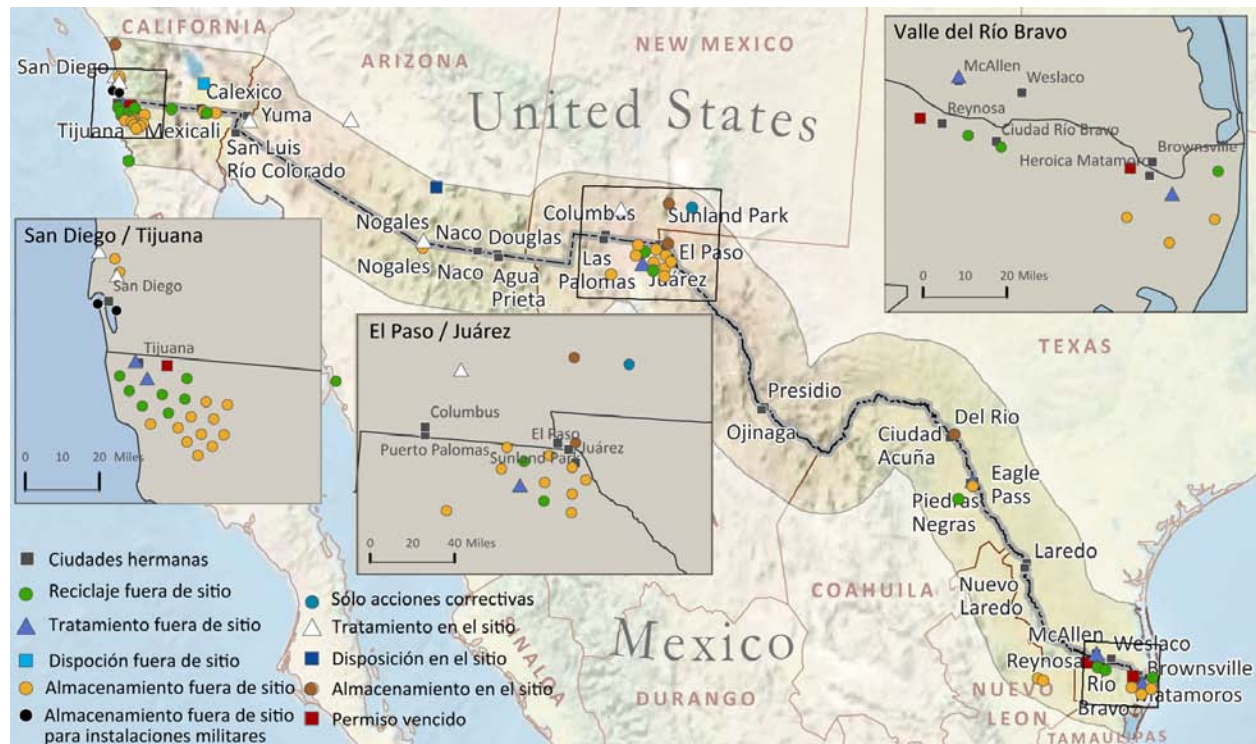 CALIFORNIA
ARIZONA
NEW MEXICO
TEXAS
United States
Mexico
COAHUILA
DURANGO
NUEVO
LEON
TAMAULIPAS
SINALOA
San Diego
Tijuana
Calexico
Mexicali
Yuma
San Luis
Río Colorado
Nogales
Nogales
Naco
Naco
Douglas
Agua
Prieta
Columbus
Las
Palomas
Sunland Park
El Paso
Juárez
Presidio
Ojinaga
Del Rio
Ciudad
Acuña
Eagle
Pass
Piedras
Negras
Laredo
Nuevo
Laredo
McAllen
Weslaco
Reynosa
Río
Bravo
Brownsville
Matamoros
Valle del Río Bravo
McAllen
Weslaco
Reynosa
Ciudad Río Bravo
Heroica Matamoro
Brownsville
0 10 20 Miles
San Diego / Tijuana
San Diego
Tijuana
0 20 20 Miles
El Paso / Juárez
Columbus
Puerto Palomas
El Paso
Sunland Park
Juárez
0 20 40 Miles
Ciudades hermanas
Reciclaje fuera de sitio
Tratamiento fuera de sitio
Dispoción fuera de sitio
Almacenamiento fuera de sitio
Almacenamiento fuera de sitio
para instalaciones militares
Sólo acciones correctivas
Tratamiento en el sitio
Disposición en el sitio
Almacenamiento en el sitio
Permiso vencido